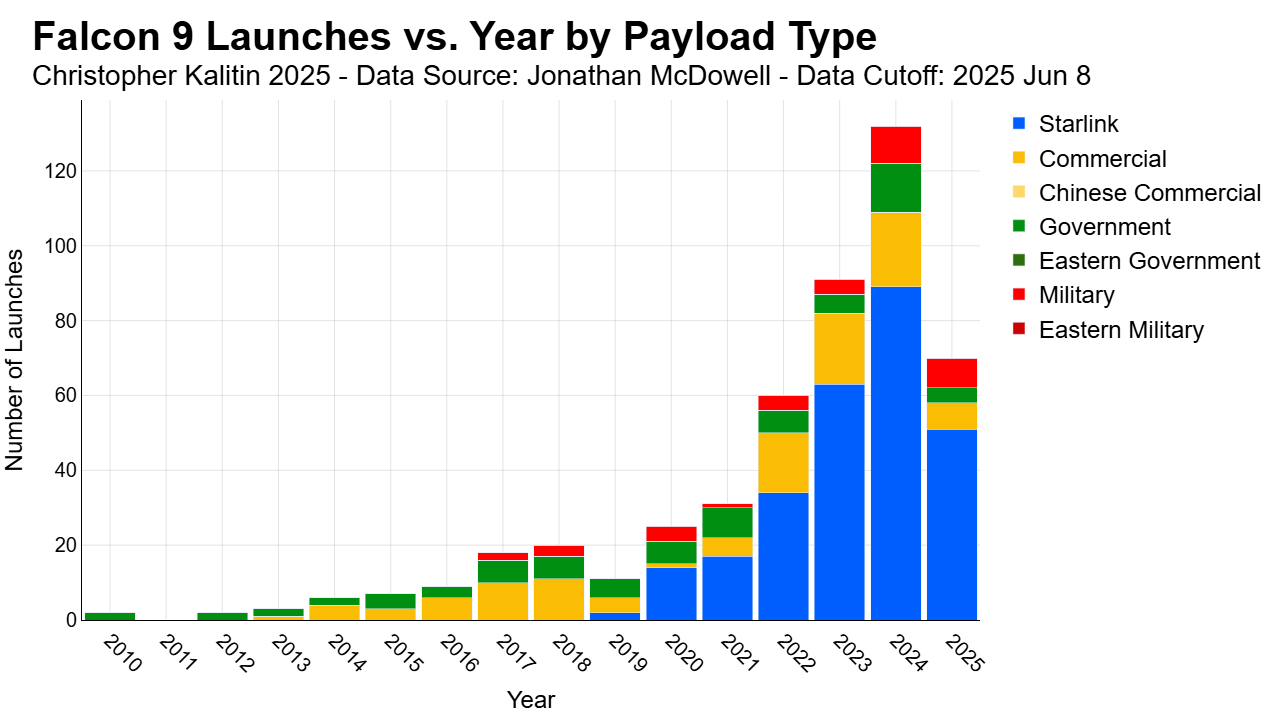 Falcon 9 Launches vs. Year by Payload Type
Christopher Kalitin 2025 - Data Source: Jonathan McDowell - Data Cutoff: 2025 Jun 8
Starlink
Commercial
Chinese Commercial
Government
Eastern Government
Military
Eastern Military
Number of Launches
120
100
80
60
40
20
0
2010
2011
2012
2013
2014
2015
2016
2017
2018
2019
2020
2021
2022
2023
2024
2025
Year